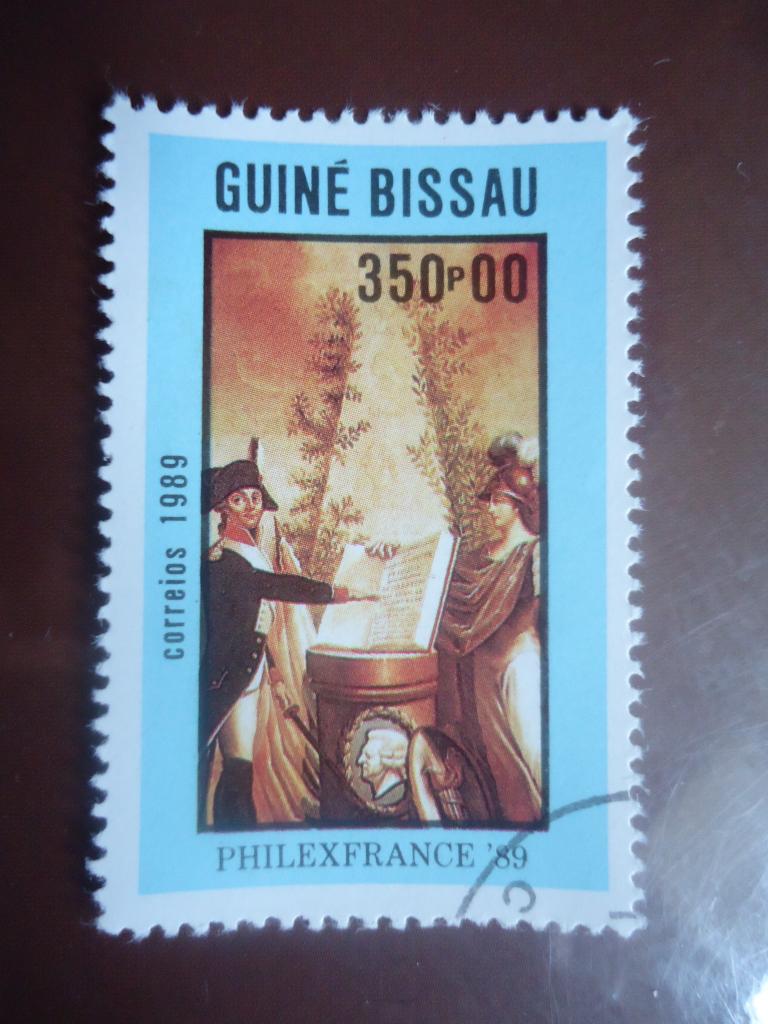 GUINÉ BISSAU
350P00
correios 1989
PHILEXFRANCE '89
C